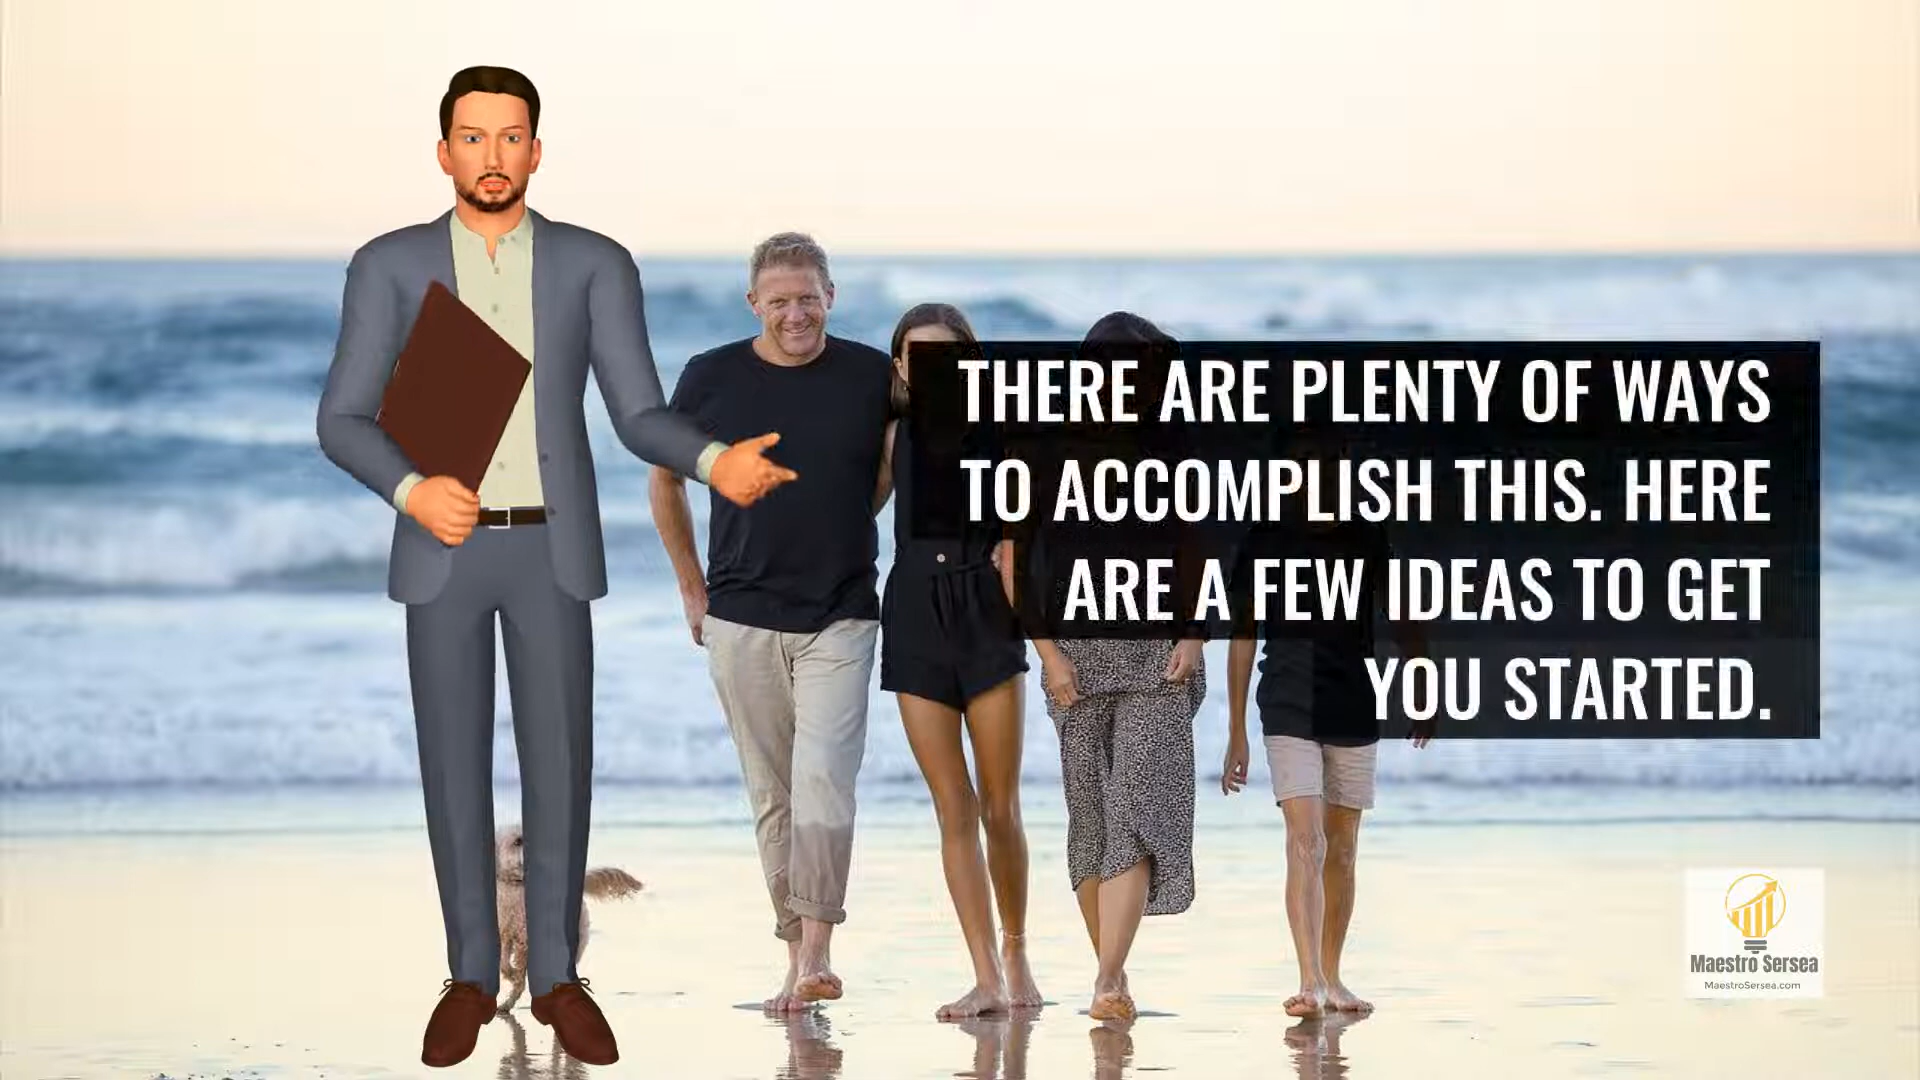 THERE ARE PLENTY OF WAYS
TO ACCOMPLISH THIS. HERE
ARE A FEW IDEAS TO GET
YOU STARTED.
Maestro Sersea
MaestroSersea.com